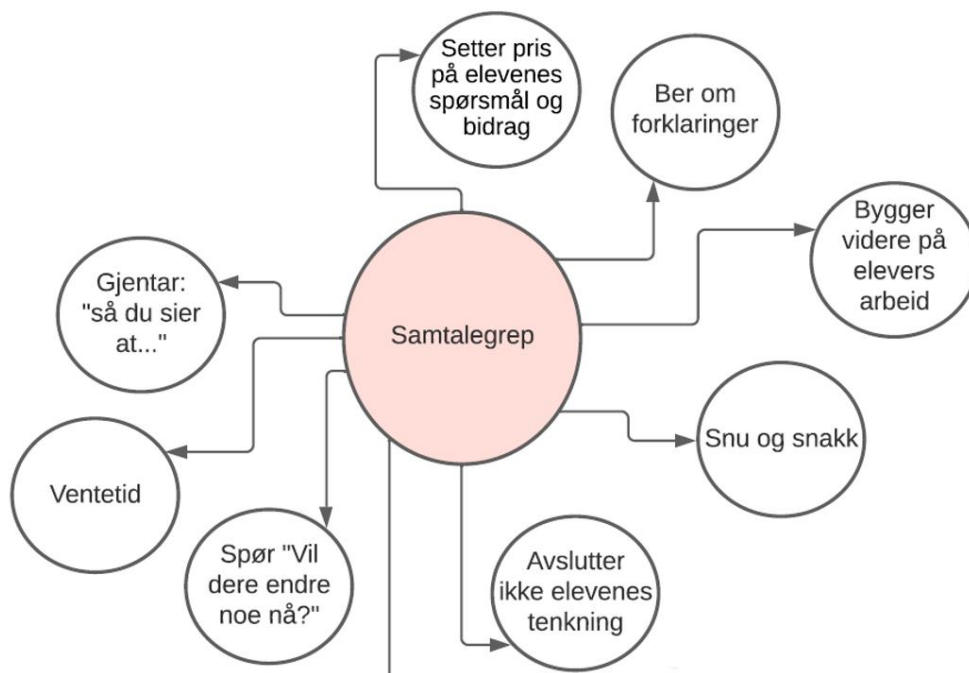 Setter pris
på elevenes
spørsmål og
bidrag
Ber om
forklaringer
Bygger
videre på
elevers
arbeid
Gjentar:
"så du sier
at..."
Samtalegrep
Snu og snakk
Ventetid
Spør "Vil
dere endre
noe nå?"
Avslutter
ikke elevenes
tenkning